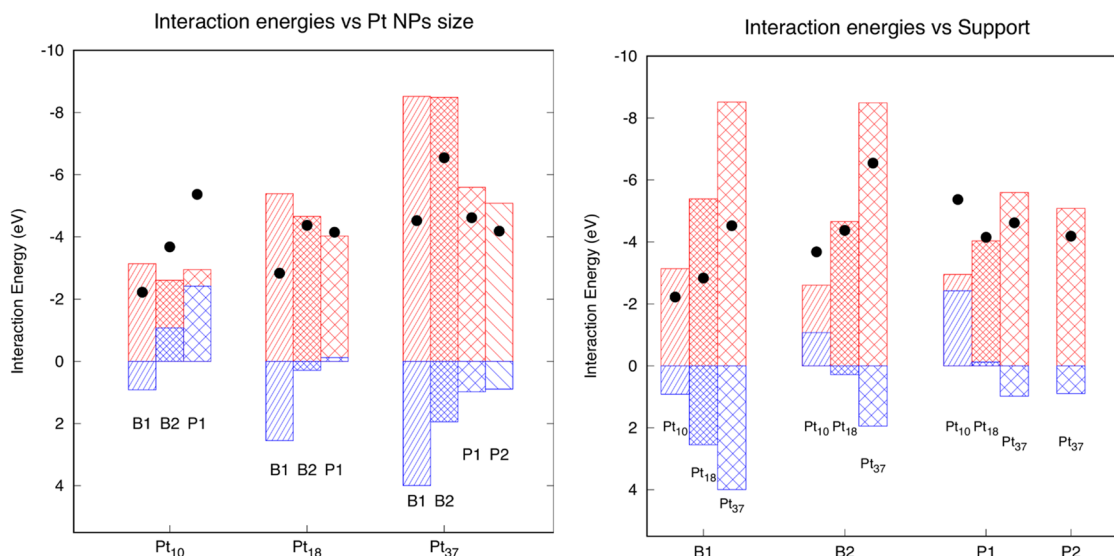 Interaction energies vs Pt NPs size
-10
-8
-6
-4
-2
0
2
4
Interaction Energy (eV)
B1 B2 P1
B1 B2 P1
P1 P2
B1 B2
Pt₁₀ Pt₁₈ Pt₃₇
Interaction energies vs Support
-10
-8
-6
-4
-2
0
2
4
Interaction Energy (eV)
Pt₁₀ Pt₁₀ Pt₁₈ Pt₁₀ Pt₁₈
Pt₃₇ Pt₃₇
Pt₃₇
Pt₁₈
Pt₃₇
B1 B2 P1 P2